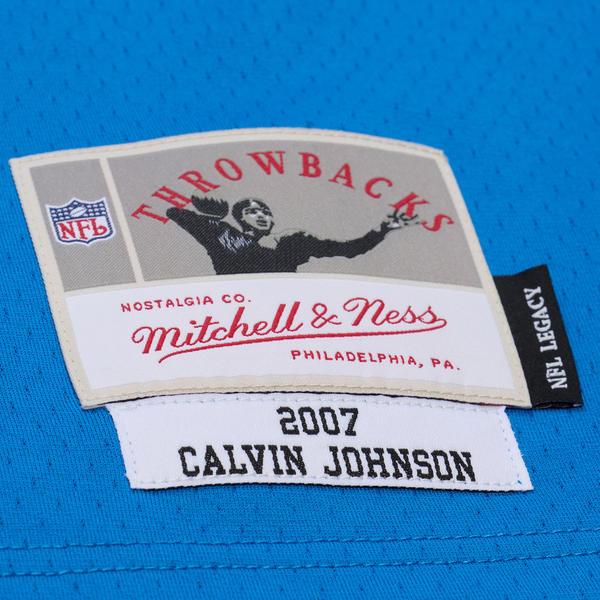 THROWBACKS
NFL
NOSTALGIA CO.
Mitchell & Ness
PHILADELPHIA, PA.
NFL LEGACY
2007
CALVIN JOHNSON